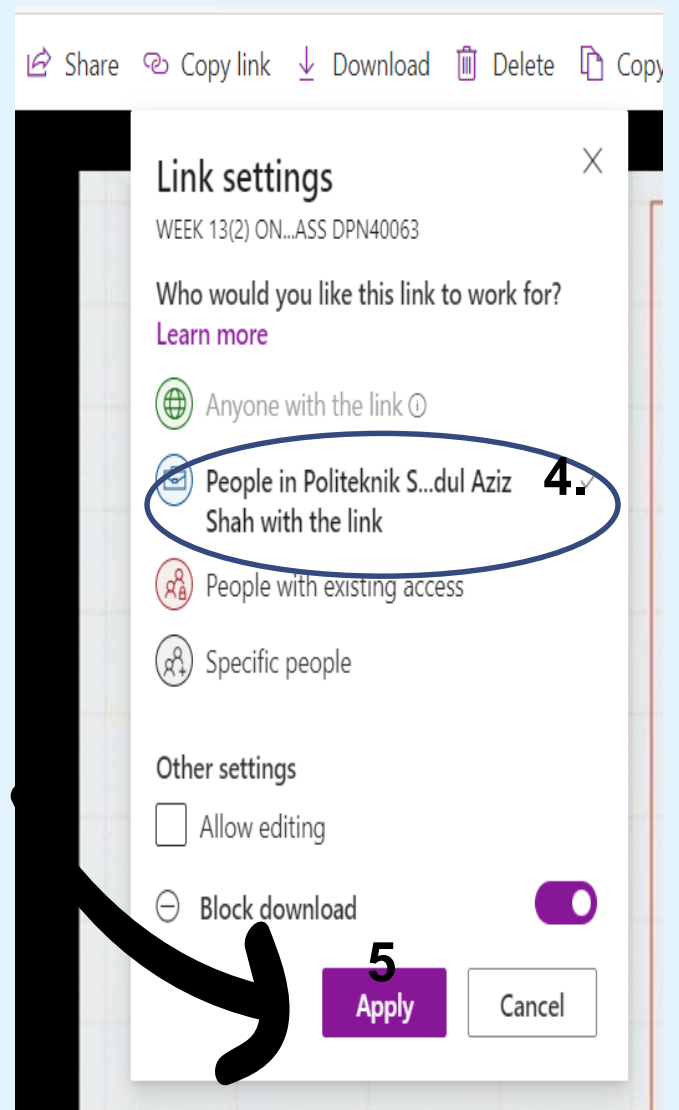 Share Copy link Download Delete Copy
Link settings
WEEK 13(2) ON...ASS DPN40063
Who would you like this link to work for?
Learn more
Anyone with the link
People in Politeknik S...dul Aziz 4.
Shah with the link
People with existing access
Specific people
Other settings
Allow editing
Block download
5
Apply Cancel